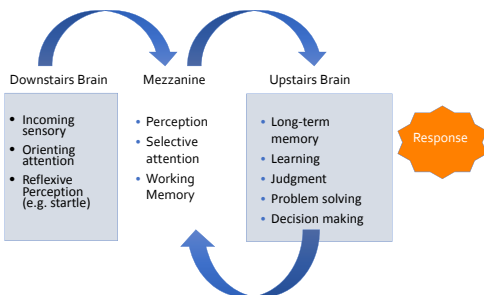 Downstairs Brain
• Incoming
sensory
• Orienting
attention
• Reflexive
Perception
(e.g. startle)
Mezzanine
• Perception
• Selective
attention
• Working
Memory
Upstairs Brain
• Long-term
memory
• Learning
• Judgment
• Problem solving
• Decision making
Response